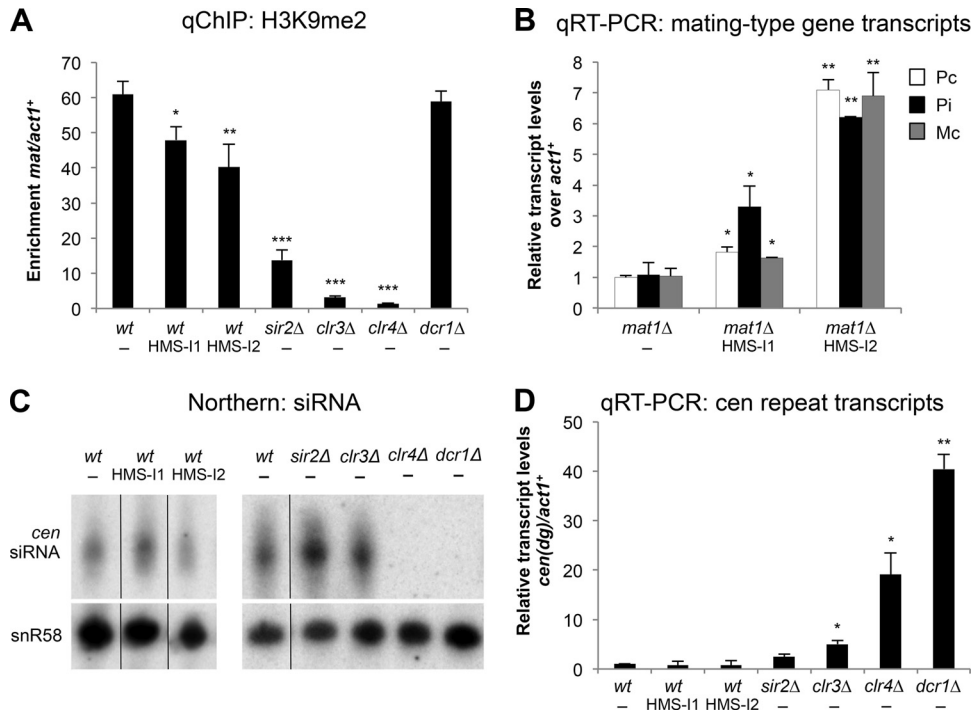 A
qChIP: H3K9me2
Enrichment mat/act1+
70
60
50
40
30
20
10
0
*
**
***
***
***
wt
wt
wt
sir2Δ
clr3Δ
clr4Δ
dcr1Δ
–
HMS-I1
HMS-I2
–
–
–
–
B
qRT-PCR: mating-type gene transcripts
Relative transcript levels
over act1+
8
7
6
5
4
3
2
1
0
*
*
*
**
**
**
Pc
Pi
Mc
mat1Δ
mat1Δ
mat1Δ
–
HMS-I1
HMS-I2
C
Northern: siRNA
wt
wt
wt
wt
sir2Δ
clr3Δ
clr4Δ
dcr1Δ
–
HMS-I1
HMS-I2
–
–
–
–
–
cen
siRNA
snR58
D
qRT-PCR: cen repeat transcripts
Relative transcript levels
cen(dg)/act1+
50
40
30
20
10
0
*
*
**
wt
wt
wt
sir2Δ
clr3Δ
clr4Δ
dcr1Δ
–
HMS-I1
HMS-I2
–
–
–
–